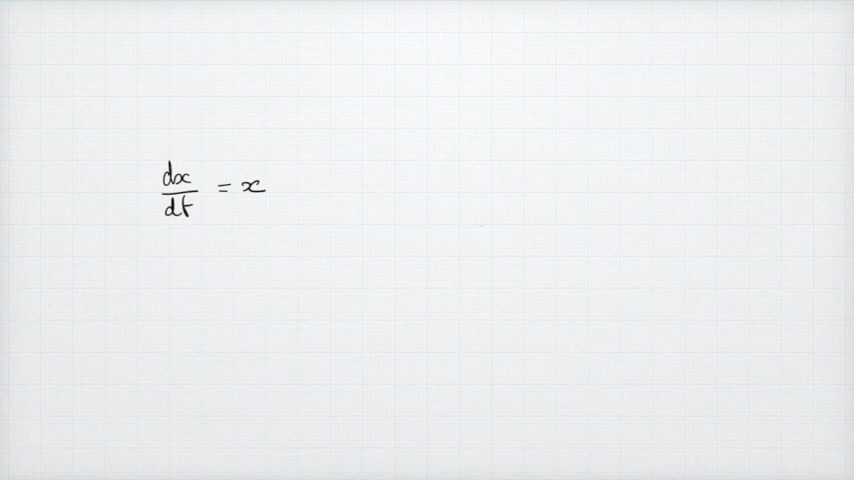 dx/dt = x